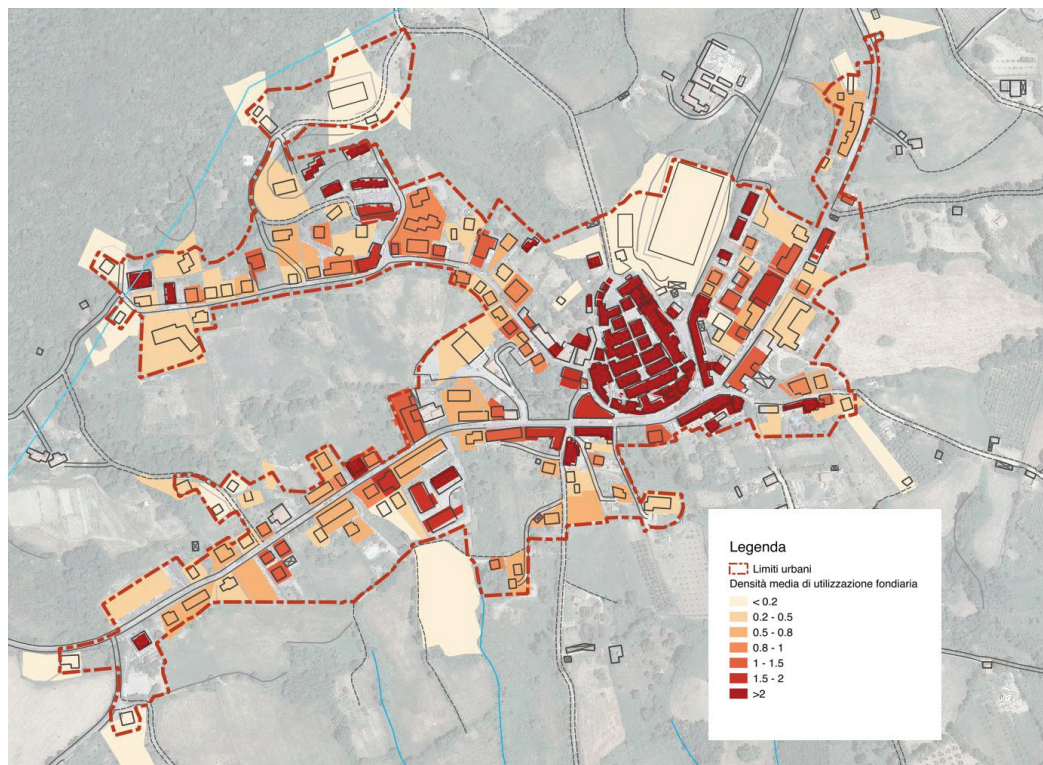 Legenda
Limiti urbani
Densità media di utilizzazione fondiaria
< 0.2
0.2 - 0.5
0.5 - 0.8
0.8 - 1
1 - 1.5
1.5 - 2
>2